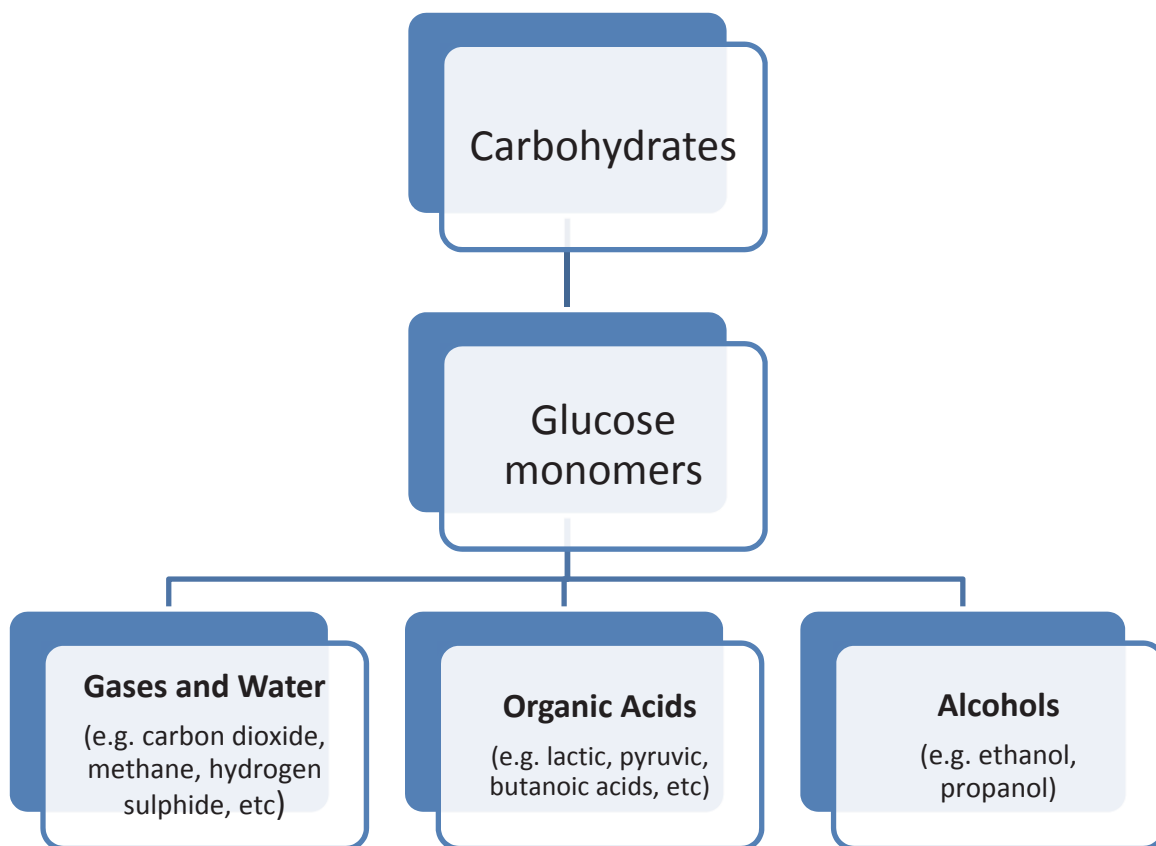 Carbohydrates
Glucose
monomers
Gases and Water
(e.g. carbon dioxide,
methane, hydrogen
sulphide, etc)
Organic Acids
(e.g. lactic, pyruvic,
butanoic acids, etc)
Alcohols
(e.g. ethanol,
propanol)